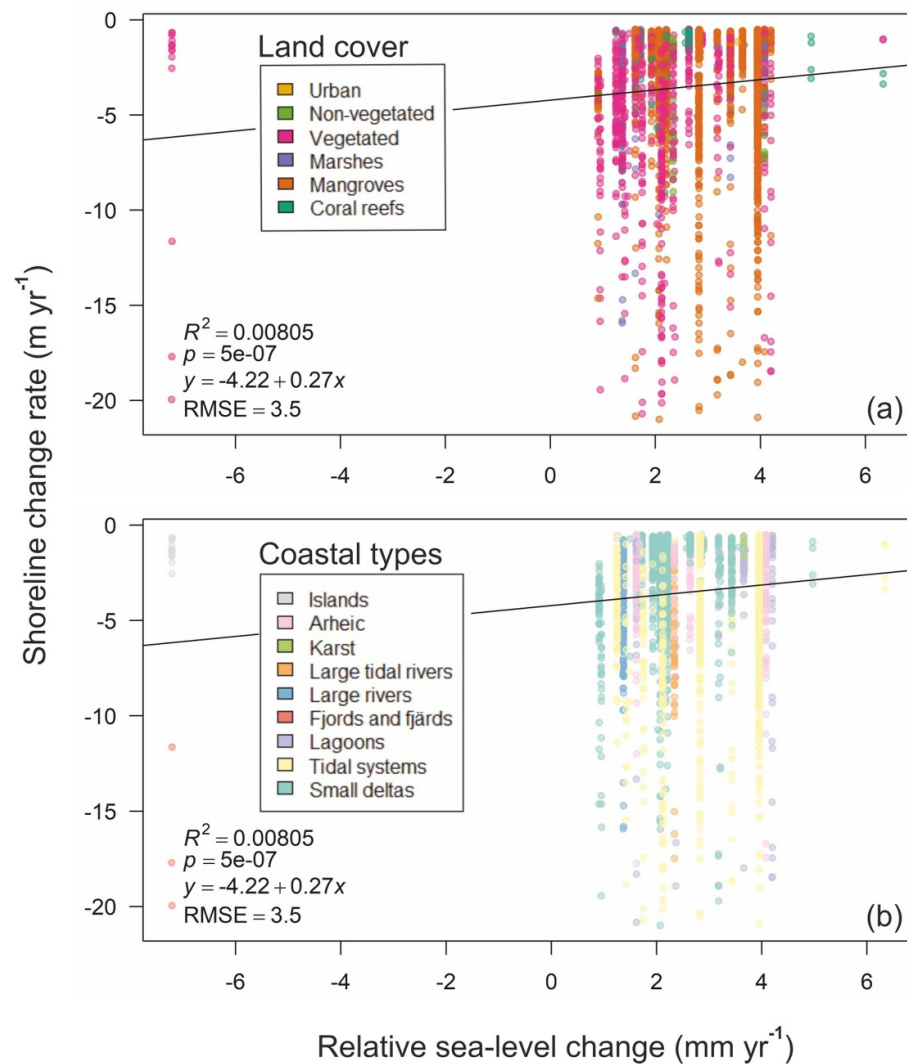 Shoreline change rate (m yr⁻¹)
0
-5
-10
-15
-20
Land cover
Urban
Non-vegetated
Vegetated
Marshes
Mangroves
Coral reefs
R² = 0.00805
p = 5e-07
y = -4.22 + 0.27x
RMSE = 3.5
(a)
-6 -4 -2 0 2 4 6
0
-5
-10
-15
-20
Coastal types
Islands
Arheic
Karst
Large tidal rivers
Large rivers
Fjords and fjärds
Lagoons
Tidal systems
Small deltas
R² = 0.00805
p = 5e-07
y = -4.22 + 0.27x
RMSE = 3.5
(b)
-6 -4 -2 0 2 4 6
Relative sea-level change (mm yr⁻¹)